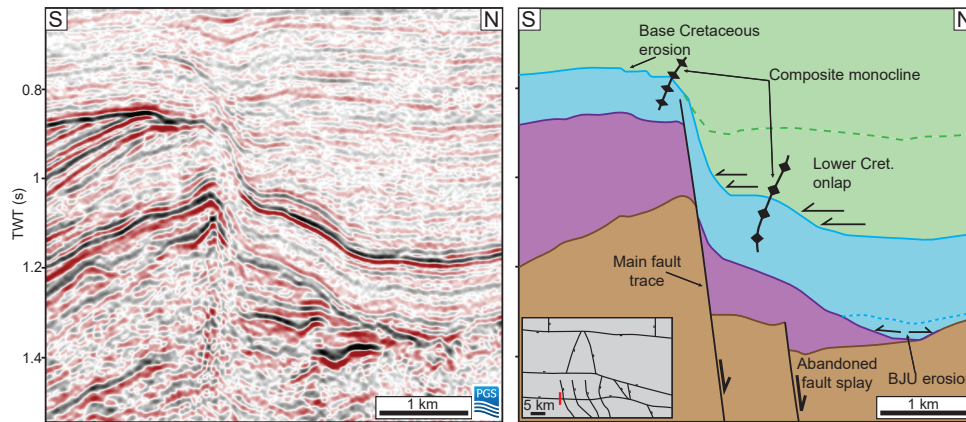 S
N
0.8
1
1.2
1.4
TWT (s)
PGS
1 km
S
N
Base Cretaceous
erosion
Composite monocline
Lower Cret.
onlap
Main fault
trace
Abandoned
fault splay
BJU erosion
5 km
1 km